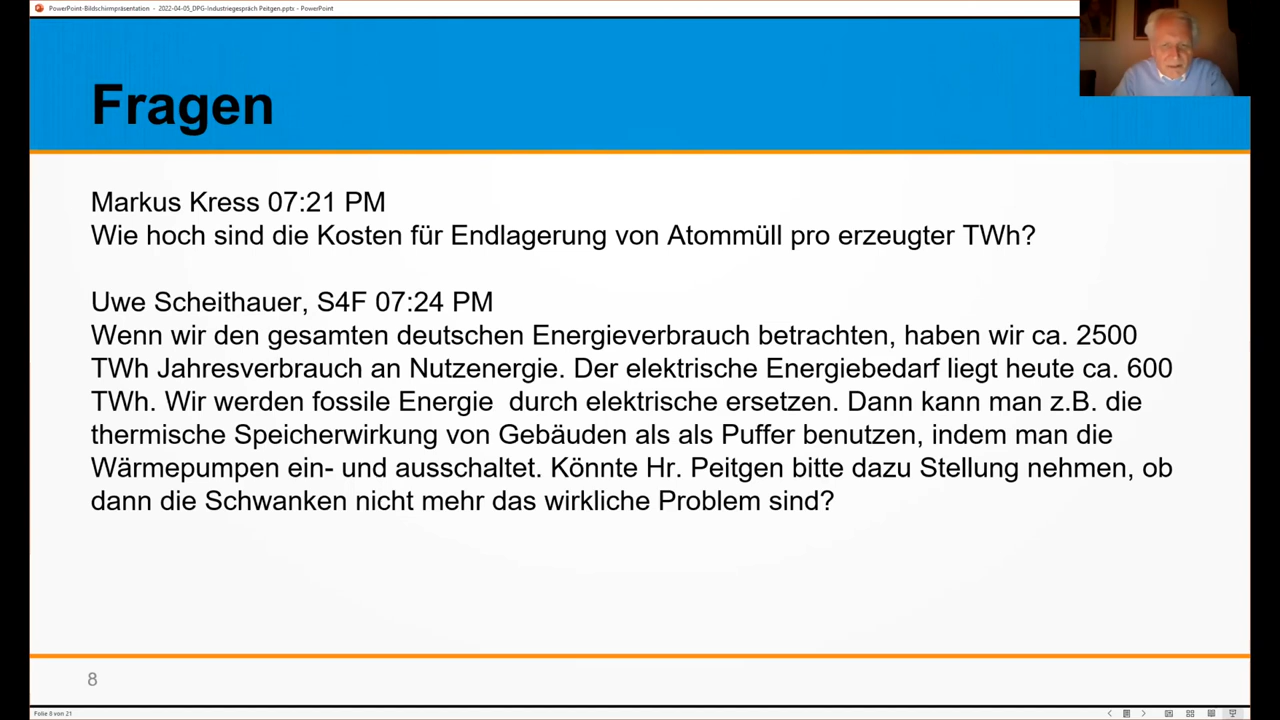 PowerPoint-Bildschirmpräsentation - 2022-04-05_DPG-Industriegespräch Peitgen.pptx - PowerPoint
Fragen
Markus Kress 07:21 PM
Wie hoch sind die Kosten für Endlagerung von Atommüll pro erzeugter TWh?
Uwe Scheithauer, S4F 07:24 PM
Wenn wir den gesamten deutschen Energieverbrauch betrachten, haben wir ca. 2500
TWh Jahresverbrauch an Nutzenergie. Der elektrische Energiebedarf liegt heute ca. 600
TWh. Wir werden fossile Energie  durch elektrische ersetzen. Dann kann man z.B. die
thermische Speicherwirkung von Gebäuden als als Puffer benutzen, indem man die
Wärmepumpen ein- und ausschaltet. Könnte Hr. Peitgen bitte dazu Stellung nehmen, ob
dann die Schwanken nicht mehr das wirkliche Problem sind?
8
Folie 8 von 21